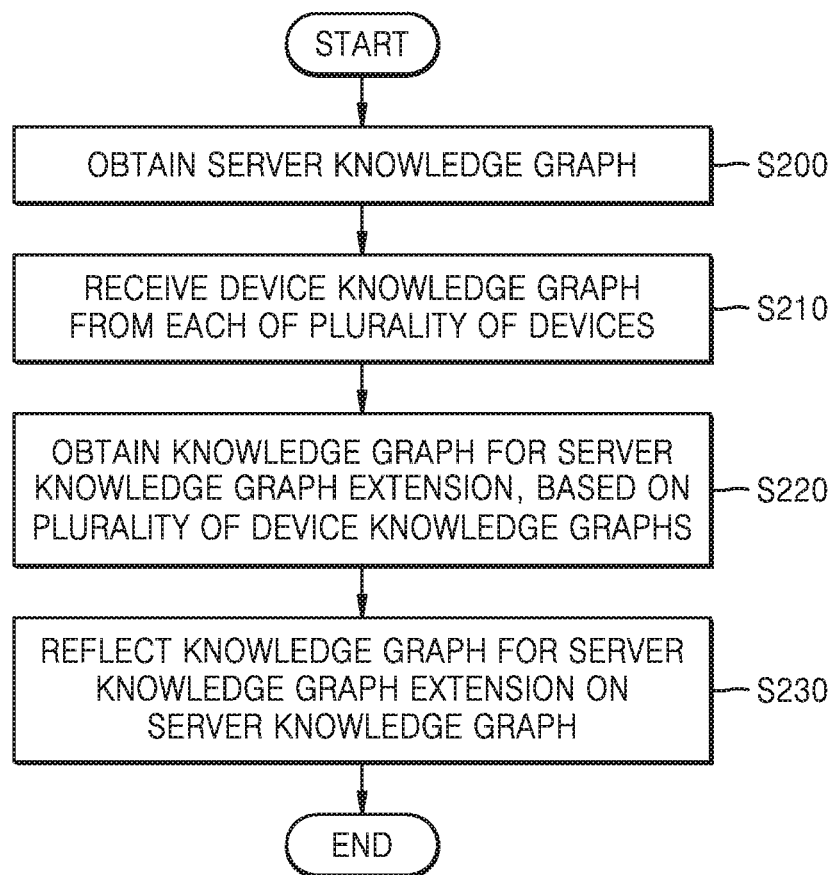 START
OBTAIN SERVER KNOWLEDGE GRAPH
S200
RECEIVE DEVICE KNOWLEDGE GRAPH
FROM EACH OF PLURALITY OF DEVICES
S210
OBTAIN KNOWLEDGE GRAPH FOR SERVER
KNOWLEDGE GRAPH EXTENSION, BASED ON
PLURALITY OF DEVICE KNOWLEDGE GRAPHS
S220
REFLECT KNOWLEDGE GRAPH FOR SERVER
KNOWLEDGE GRAPH EXTENSION ON
SERVER KNOWLEDGE GRAPH
S230
END